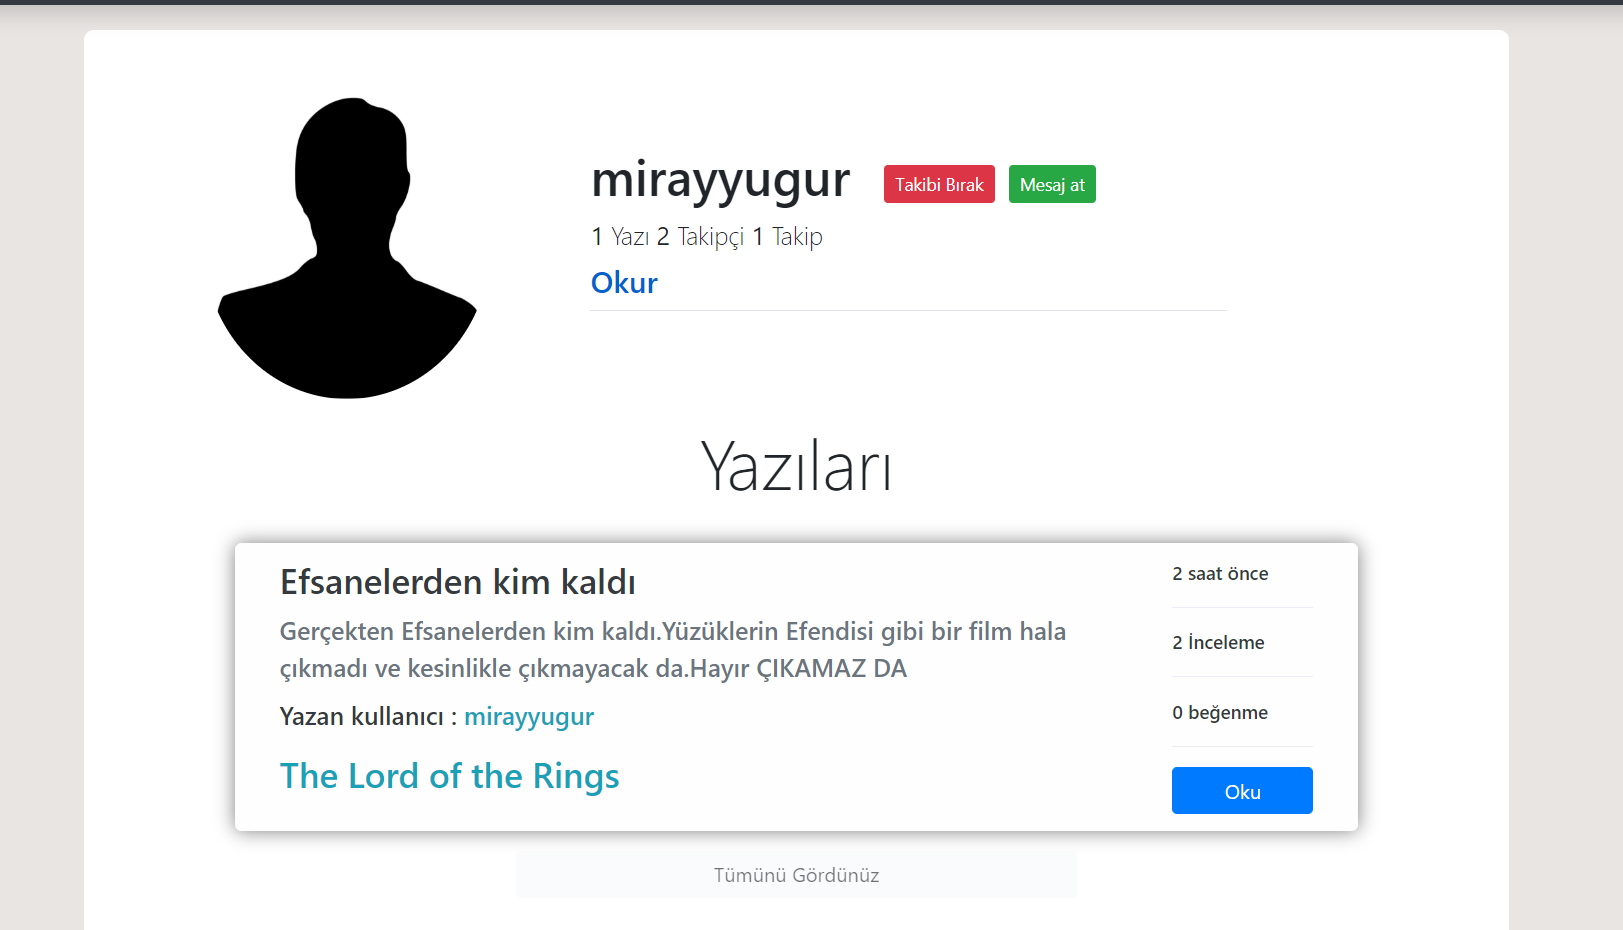 mirayyugur Takibi Bırak Mesaj at
1 Yazı 2 Takipçi 1 Takip
Okur
Yazıları
Efsanelerden kim kaldı
Gerçekten Efsanelerden kim kaldı.Yüzüklerin Efendisi gibi bir film hala
çıkmadı ve kesinlikle çıkmayacak da.Hayır ÇIKAMAZ DA
Yazan kullanıcı : mirayyugur
The Lord of the Rings
2 saat önce
2 İnceleme
0 beğenme
Oku
Tümünü Gördünüz